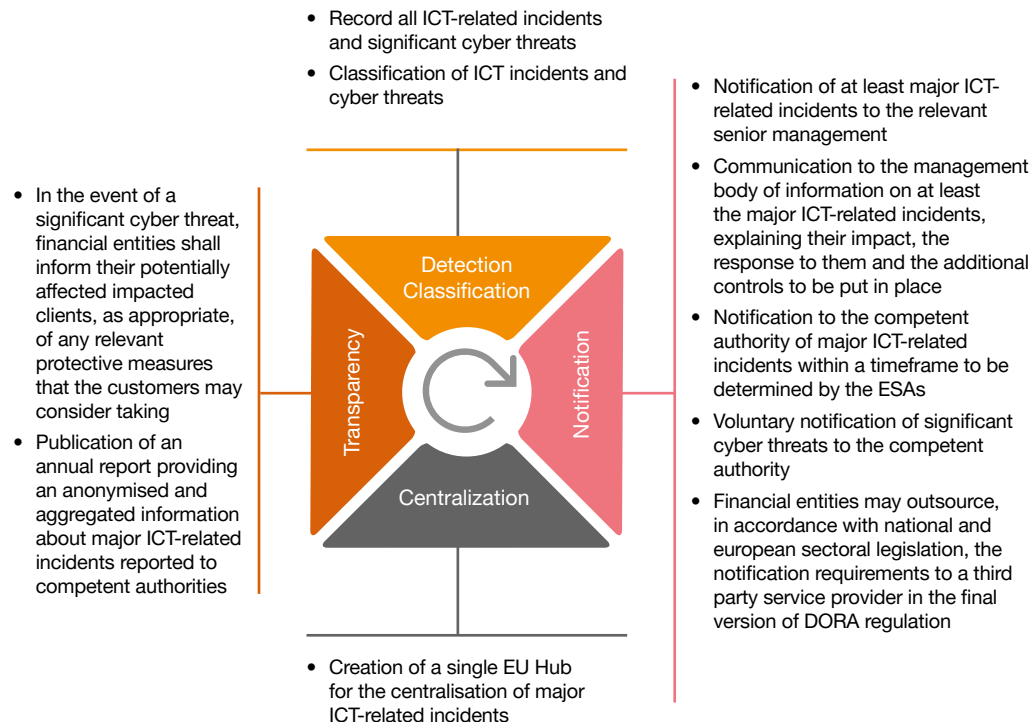 • Record all ICT-related incidents
and significant cyber threats
• Classification of ICT incidents and
cyber threats
• In the event of a
significant cyber threat,
financial entities shall
inform their potentially
affected impacted
clients, as appropriate,
of any relevant
protective measures
that the customers may
consider taking
• Publication of an
annual report providing
an anonymised and
aggregated information
about major ICT-related
incidents reported to
competent authorities
Detection
Classification
Transparency
Notification
Centralization
• Notification of at least major ICT-
related incidents to the relevant
senior management
• Communication to the management
body of information on at least
the major ICT-related incidents,
explaining their impact, the
response to them and the additional
controls to be put in place
• Notification to the competent
authority of major ICT-related
incidents within a timeframe to be
determined by the ESAs
• Voluntary notification of significant
cyber threats to the competent
authority
• Financial entities may outsource,
in accordance with national and
european sectoral legislation, the
notification requirements to a third
party service provider in the final
version of DORA regulation
• Creation of a single EU Hub
for the centralisation of major
ICT-related incidents